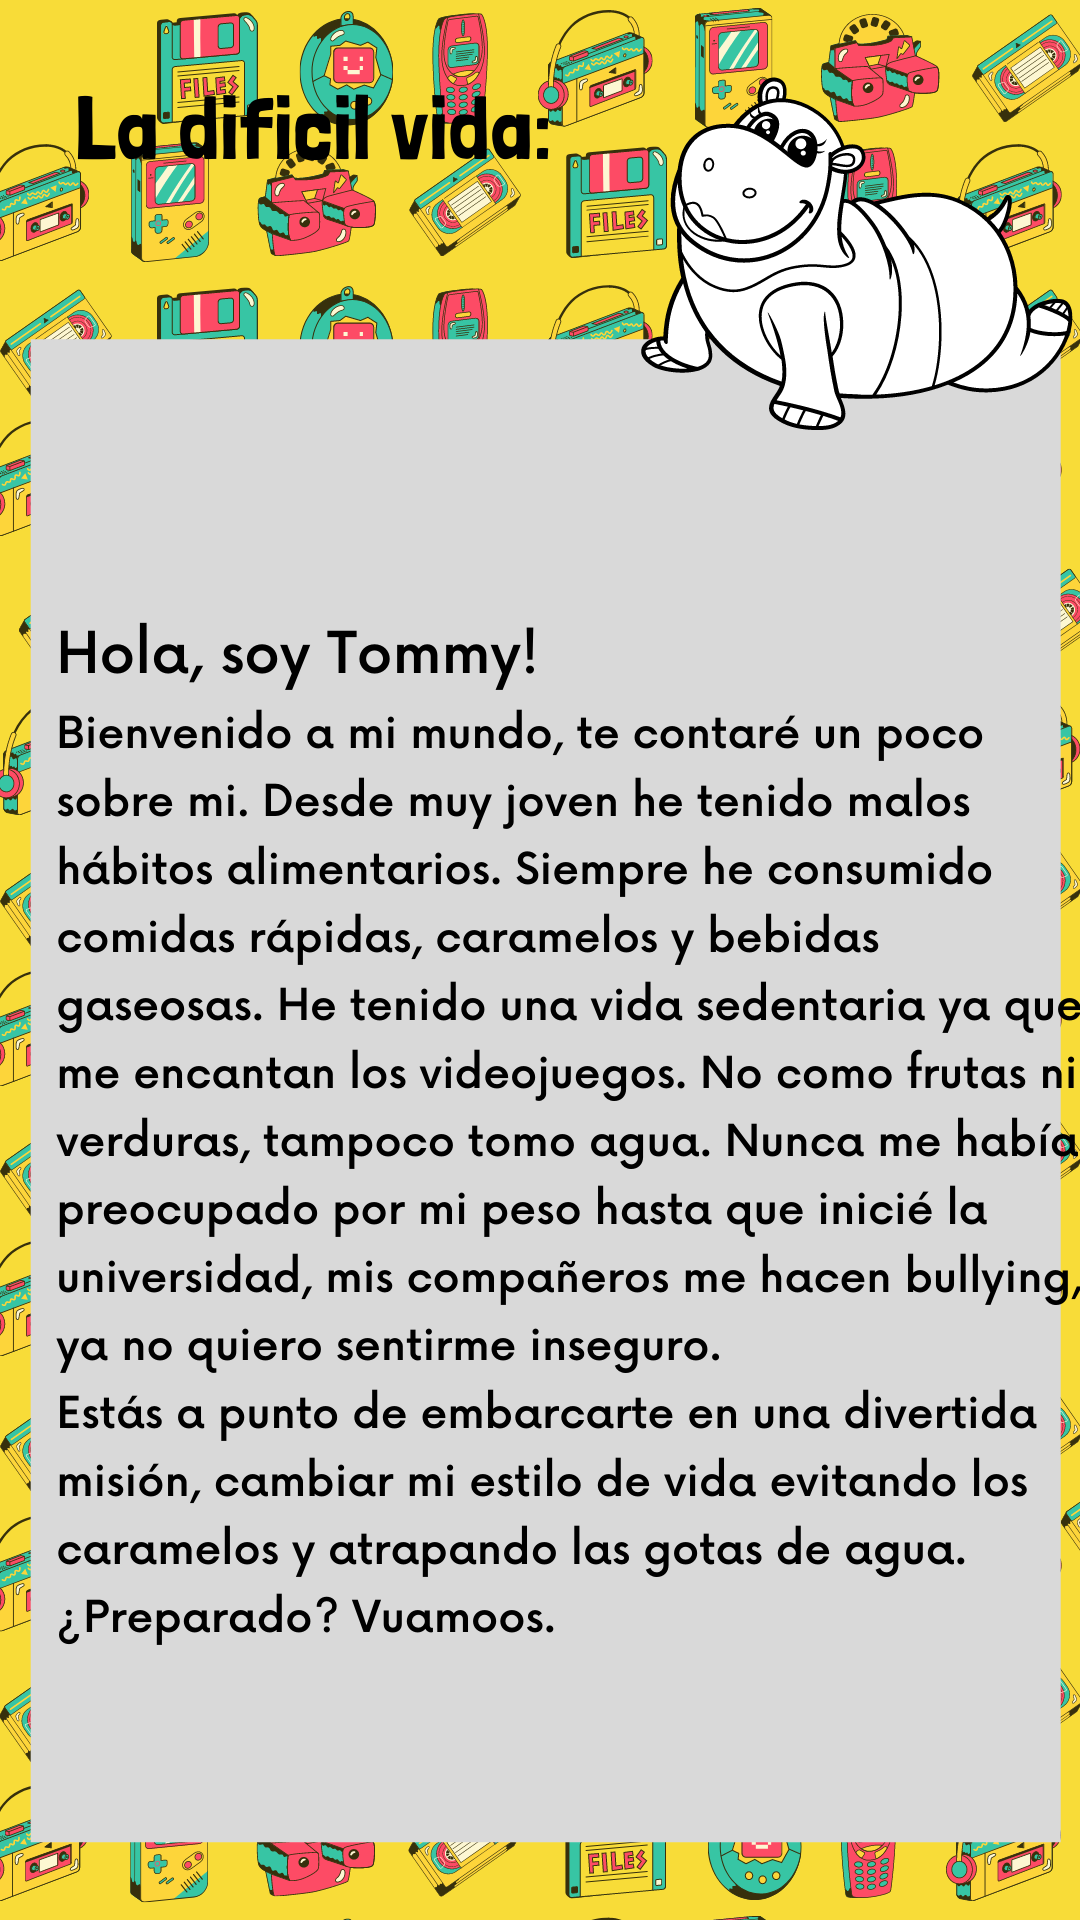 FILES
La dificil vida:
FILES
Hola, soy Tommy!
Bienvenido a mi mundo, te contaré un poco
sobre mi. Desde muy joven he tenido malos
hábitos alimentarios. Siempre he consumido
comidas rápidas, caramelos y bebidas
gaseosas. He tenido una vida sedentaria ya que
me encantan los videojuegos. No como frutas ni
verduras, tampoco tomo agua. Nunca me había
preocupado por mi peso hasta que inicié la
universidad, mis compañeros me hacen bullying,
ya no quiero sentirme inseguro.
Estás a punto de embarcarte en una divertida
misión, cambiar mi estilo de vida evitando los
caramelos y atrapando las gotas de agua.
¿Preparado? Vuamoos.
FILES